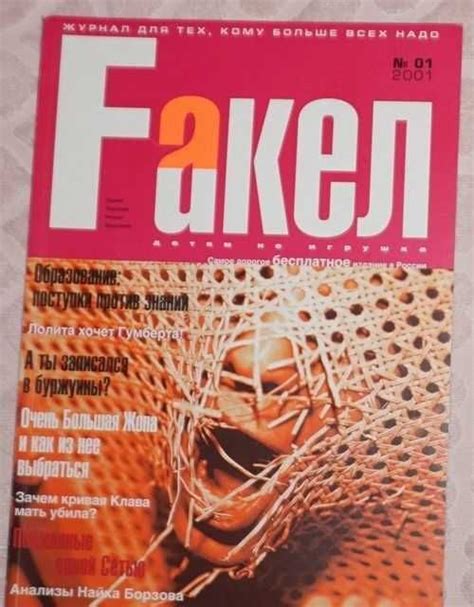 ЖУРНАЛ ДЛЯ ТЕХ, КОМУ БОЛЬШЕ ВСЕХ НАДО
№ 01
2001
Fакел
детям не игрушка
Самое дорогое бесплатное издание в России
Образование:
поступки против знаний
Лолита хочет Гумберта!
А ты записался
в буржуины?
Очень Большая Жопа
и как из нее
выбраться
Зачем кривая Клава
мать убила?
одной Сетью
Анализы Найка Борзова